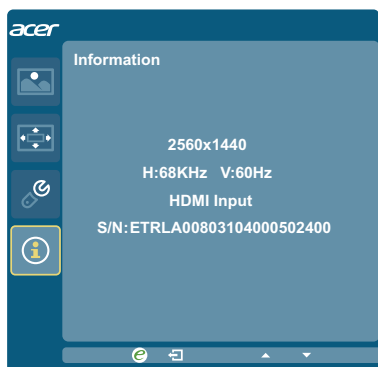 acer
Information
2560x1440
H:68KHz V:60Hz
HDMI Input
S/N:ETRLA00803104000502400
e